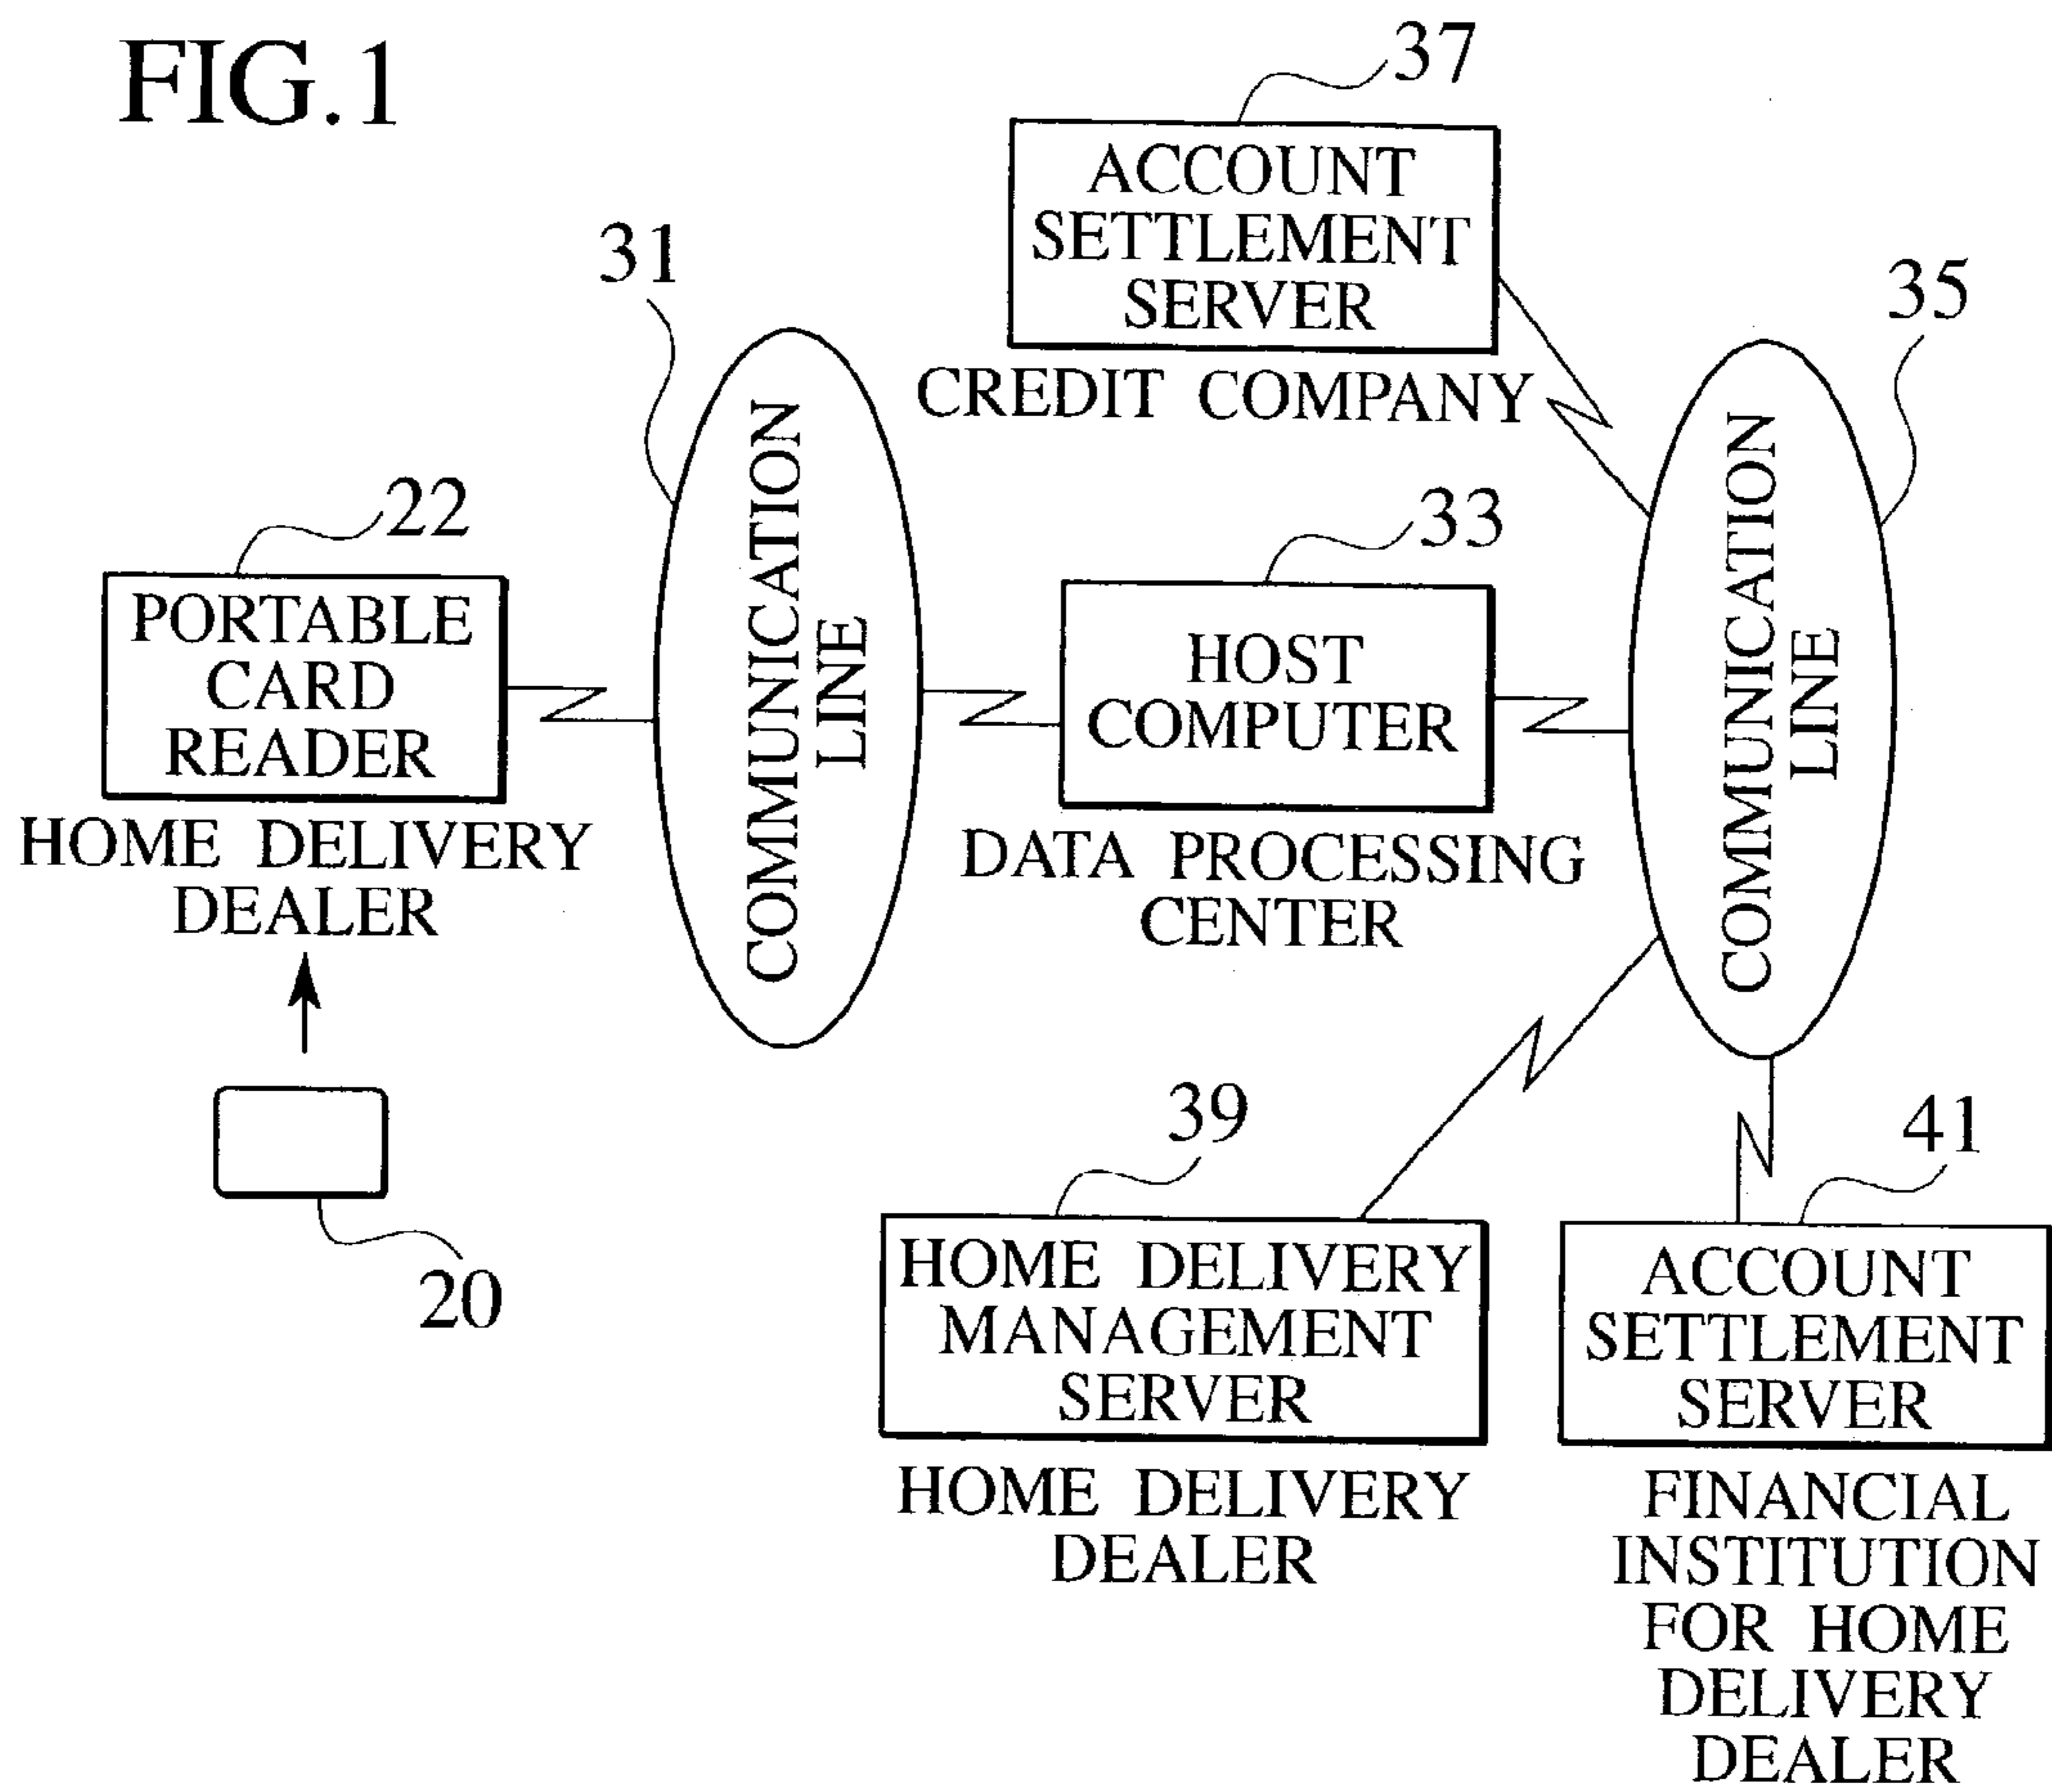 FIG.1
37
ACCOUNT
SETTLEMENT
SERVER
CREDIT COMPANY
31
35
22
PORTABLE
CARD
READER
HOME DELIVERY
DEALER
COMMUNICATION
LINE
33
HOST
COMPUTER
DATA PROCESSING
CENTER
COMMUNICATION
LINE
20
39
HOME DELIVERY
MANAGEMENT
SERVER
HOME DELIVERY
DEALER
41
ACCOUNT
SETTLEMENT
SERVER
FINANCIAL
INSTITUTION
FOR HOME
DELIVERY
DEALER